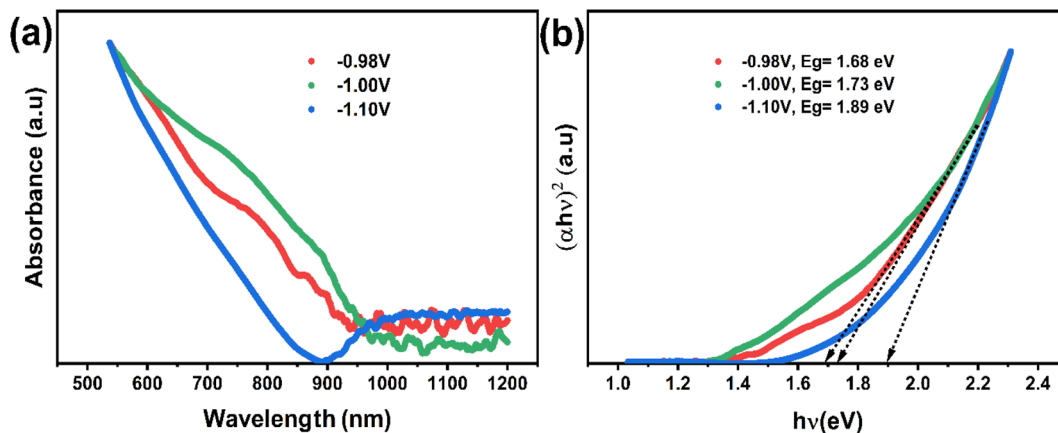 (a)
-0.98V
-1.00V
-1.10V
Absorbance (a.u)
500 600 700 800 900 1000 1100 1200
Wavelength (nm)
(b)
-0.98V, Eg= 1.68 eV
-1.00V, Eg= 1.73 eV
-1.10V, Eg= 1.89 eV
(αhν)² (a.u)
1.0 1.2 1.4 1.6 1.8 2.0 2.2 2.4
hν(eV)